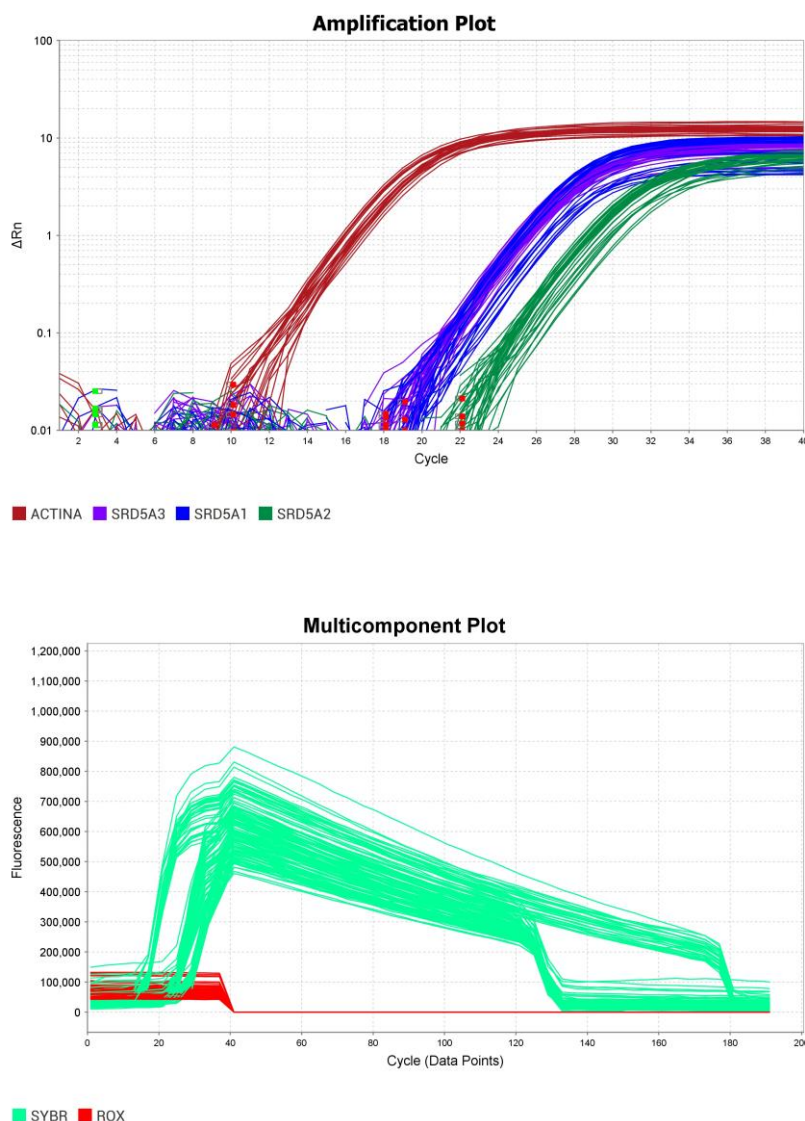 Amplification Plot
100
10
1
0.1
0.01
ΔRn
2 4 6 8 10 12 14 16 18 20 22 24 26 28 30 32 34 36 38 40
Cycle
ACTINA SRD5A3 SRD5A1 SRD5A2
Multicomponent Plot
1,200,000
1,100,000
1,000,000
900,000
800,000
700,000
600,000
500,000
400,000
300,000
200,000
100,000
0
Fluorescence
0 20 40 60 80 100 120 140 160 180 200
Cycle (Data Points)
SYBR ROX